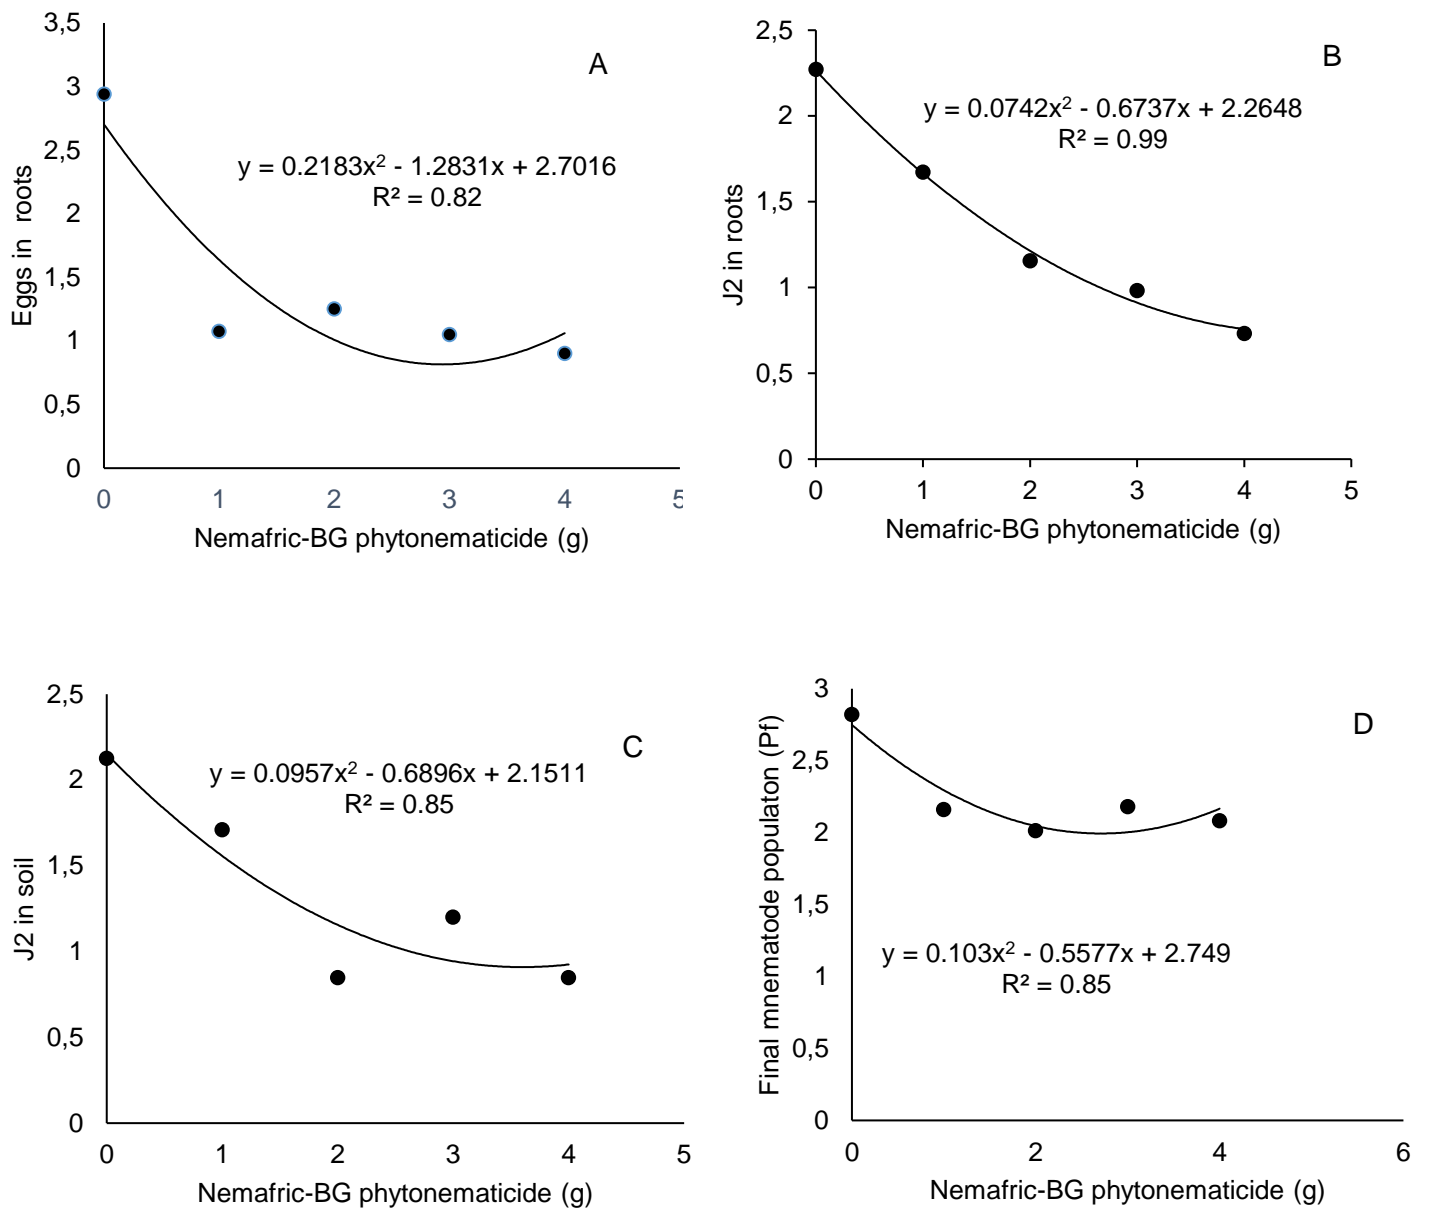 A
3,5
3
2,5
2
1,5
1
0,5
0
Eggs in roots
y = 0.2183x² - 1.2831x + 2.7016
R² = 0.82
0 1 2 3 4 5
Nemafric-BG phytonematicide (g)
B
2,5
2
1,5
1
0,5
0
J2 in roots
y = 0.0742x² - 0.6737x + 2.2648
R² = 0.99
0 1 2 3 4 5
Nemafric-BG phytonematicide (g)
C
2,5
2
1,5
1
0,5
0
J2 in soil
y = 0.0957x² - 0.6896x + 2.1511
R² = 0.85
0 1 2 3 4 5
Nemafric-BG phytonematicide (g)
D
3
2,5
2
1,5
1
0,5
0
Final mnematode populaton (Pf)
y = 0.103x² - 0.5577x + 2.749
R² = 0.85
0 2 4 6
Nemafric-BG phytonematicide (g)